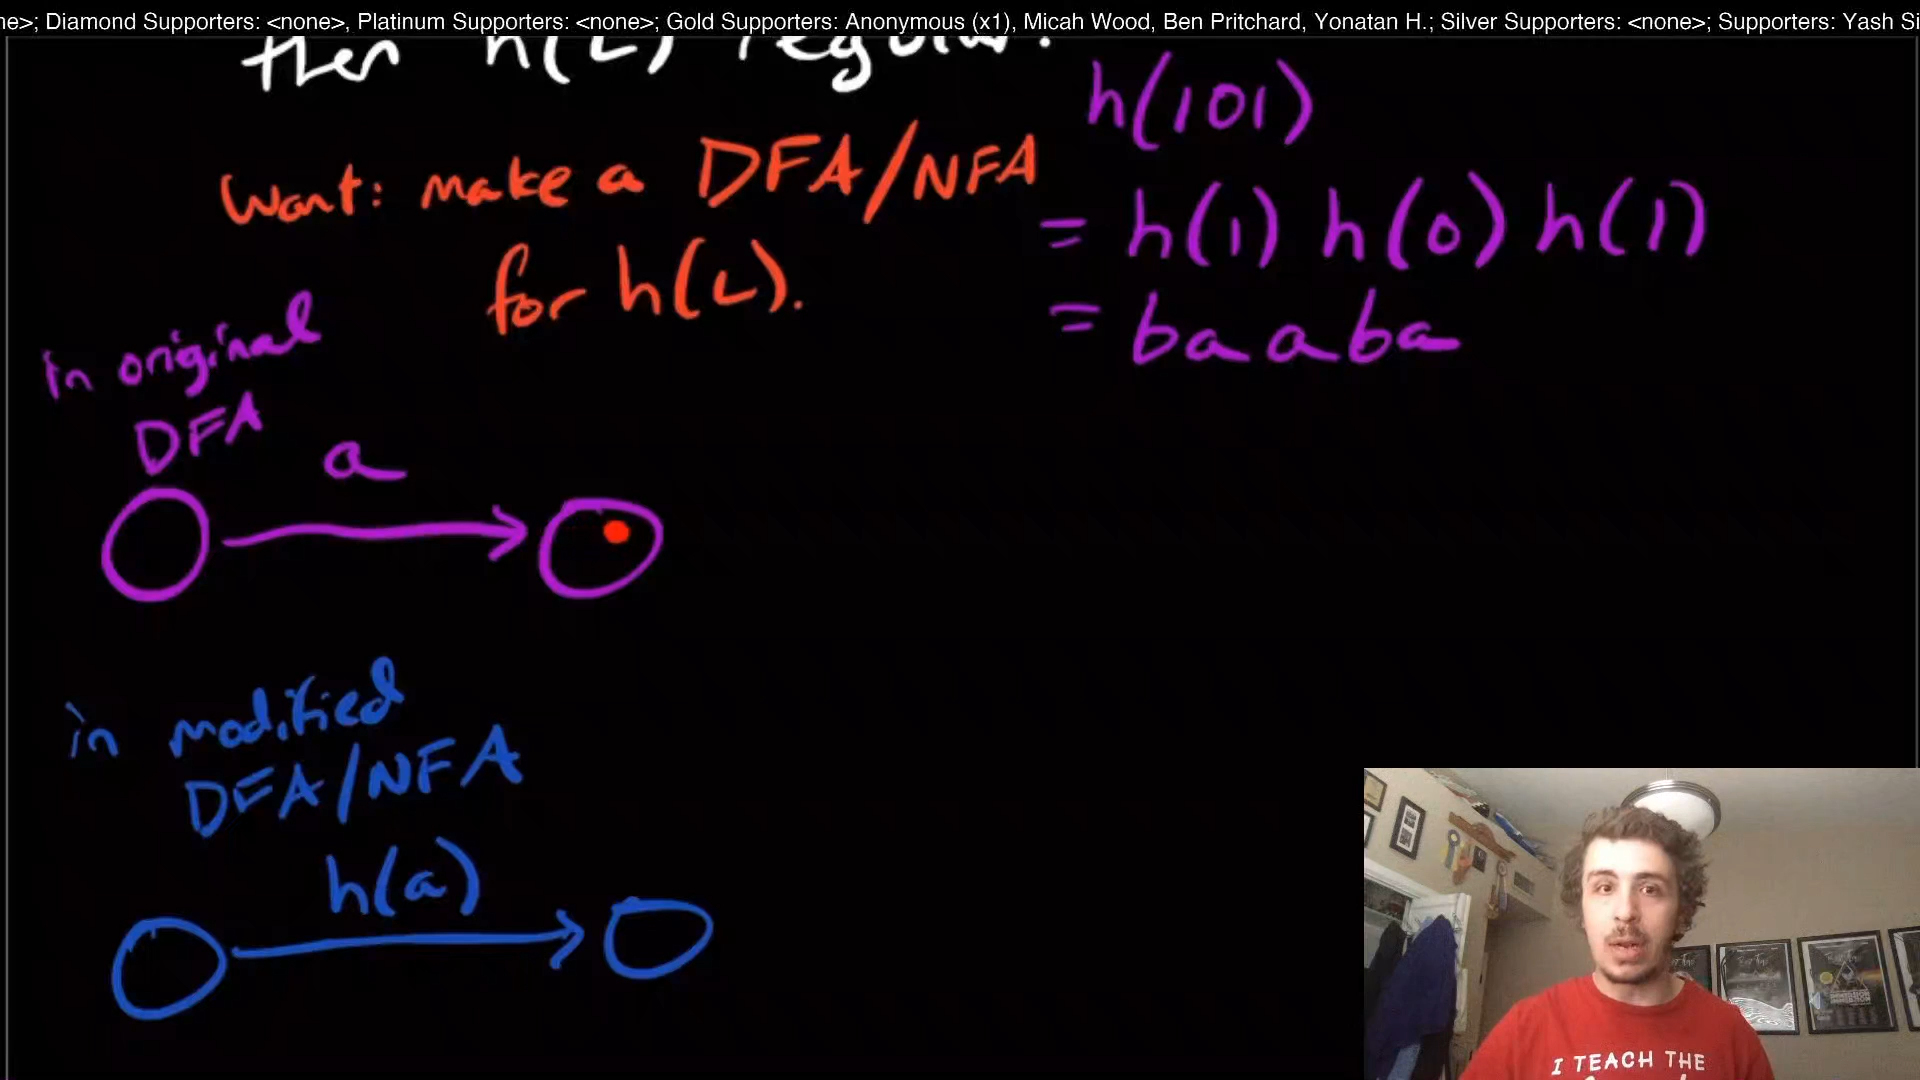 ne>; Diamond Supporters: <none>, Platinum Supporters: <none>; Gold Supporters: Anonymous (x1), Micah Wood, Ben Pritchard, Yonatan H.; Silver Supporters: <none>; Supporters: Yash Si
then h(L) regular.
Want: make a DFA/NFA
for h(L).
h(101)
= h(1) h(0) h(1)
= baaba
in original
DFA
a
in modified
DFA/NFA
h(a)
I TEACH THE